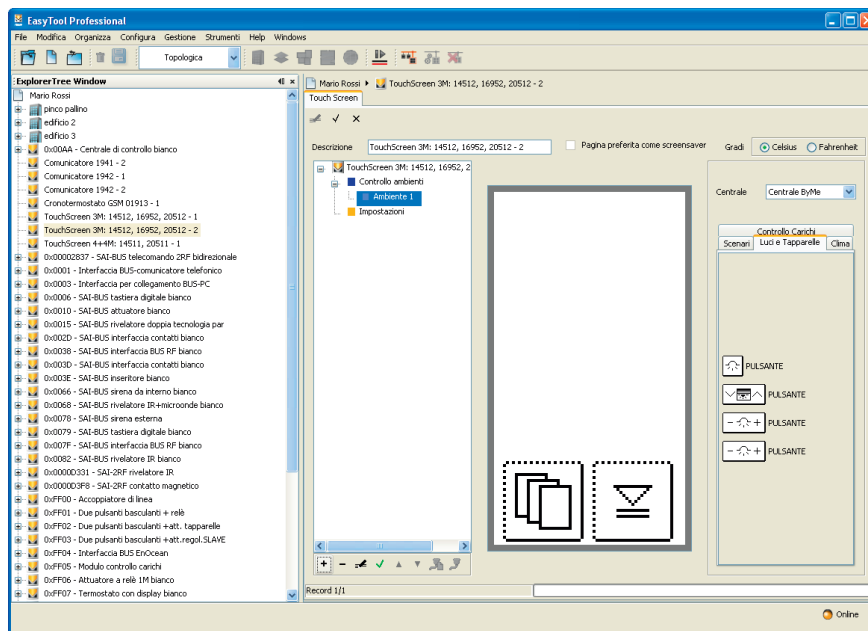 EasyTool Professional
File Modifica Organizza Configura Gestione Strumenti Help Windows
Topologica
ExplorerTree Window
Mario Rossi
pinco pallino
edificio 2
edificio 3
0x00AA - Centrale di controllo bianco
Comunicatore 1941 - 2
Comunicatore 1942 - 1
Comunicatore 1942 - 2
Cronotermostato GSM 01913 - 1
TouchScreen 3M: 14512, 16952, 20512 - 1
TouchScreen 3M: 14512, 16952, 20512 - 2
TouchScreen 4+4M: 14511, 20511 - 1
0x00002837 - SAI-BUS telecomando 2RF bidirezionale
0x0001 - Interfaccia BUS-comunicatore telefonico
0x0003 - Interfaccia per collegamento BUS-PC
0x0006 - SAI-BUS tastiera digitale bianco
0x0010 - SAI-BUS attuatore bianco
0x0015 - SAI-BUS rivelatore doppia tecnologia par
0x002D - SAI-BUS interfaccia contatti bianco
0x0038 - SAI-BUS interfaccia BUS RF bianco
0x003D - SAI-BUS interfaccia contatti bianco
0x003E - SAI-BUS inseritore bianco
0x0066 - SAI-BUS sirena da interno bianco
0x0068 - SAI-BUS rivelatore IR+microonde bianco
0x0078 - SAI-BUS sirena esterna
0x0079 - SAI-BUS tastiera digitale bianco
0x007F - SAI-BUS interfaccia BUS RF bianco
0x0082 - SAI-BUS rivelatore IR bianco
0x0000D331 - SAI-2RF rivelatore IR
0x0000D3F8 - SAI-2RF contatto magnetico
0xFF00 - Accoppiatore di linea
0xFF01 - Due pulsanti basculanti + relè
0xFF02 - Due pulsanti basculanti +att. tapparelle
0xFF03 - Due pulsanti basculanti +att.regol.SLAVE
0xFF04 - Interfaccia BUS EnOcean
0xFF05 - Modulo controllo carichi
0xFF06 - Attuatore a relè 1M bianco
0xFF07 - Termostato con display bianco
Mario Rossi TouchScreen 3M: 14512, 16952, 20512 - 2
Touch Screen
Descrizione TouchScreen 3M: 14512, 16952, 20512 - 2 Pagina preferita come screensaver Gradi Celsius Fahrenheit
TouchScreen 3M: 14512, 16952, 2
Controllo ambienti
Ambiente 1
Impostazioni
Centrale Centrale ByMe
Controllo Carichi
Scenari Luci e Tapparelle Clima
PULSANTE
PULSANTE
PULSANTE
PULSANTE
Record 1/1
Online